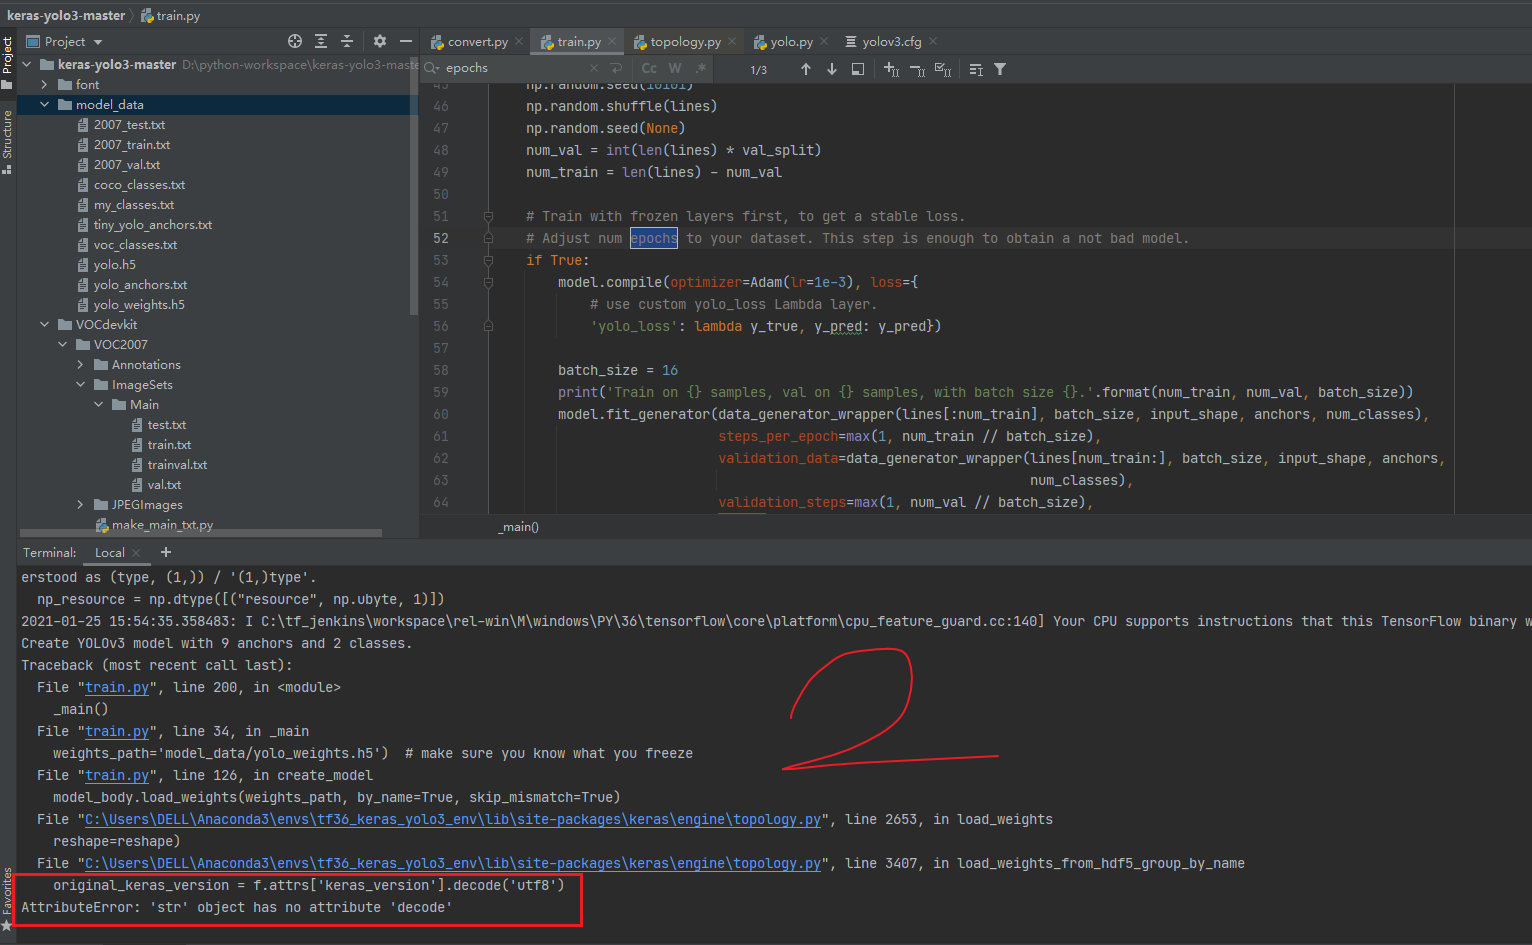 keras-yolo3-master
train.py
Project
Project
Structure
Favorites
keras-yolo3-master D:\python-workspace\keras-yolo3-maste
font
model_data
2007_test.txt
2007_train.txt
2007_val.txt
coco_classes.txt
my_classes.txt
tiny_yolo_anchors.txt
voc_classes.txt
yolo.h5
yolo_anchors.txt
yolo_weights.h5
VOCdevkit
VOC2007
Annotations
ImageSets
Main
test.txt
train.txt
trainval.txt
val.txt
JPEGImages
make_main_txt.py
convert.py
train.py
topology.py
yolo.py
yolov3.cfg
epochs
Cc W .*
1/3
45 np.random.seed(10101)
46 np.random.shuffle(lines)
47 np.random.seed(None)
48 num_val = int(len(lines) * val_split)
49 num_train = len(lines) - num_val
50
51 # Train with frozen layers first, to get a stable loss.
52 # Adjust num epochs to your dataset. This step is enough to obtain a not bad model.
53 if True:
54 model.compile(optimizer=Adam(lr=1e-3), loss={
55 # use custom yolo_loss Lambda layer.
56 'yolo_loss': lambda y_true, y_pred: y_pred})
57
58 batch_size = 16
59 print('Train on {} samples, val on {} samples, with batch size {}.'.format(num_train, num_val, batch_size))
60 model.fit_generator(data_generator_wrapper(lines[:num_train], batch_size, input_shape, anchors, num_classes),
61 steps_per_epoch=max(1, num_train // batch_size),
62 validation_data=data_generator_wrapper(lines[num_train:], batch_size, input_shape, anchors,
63 num_classes),
64 validation_steps=max(1, num_val // batch_size),
_main()
Terminal: Local +
erstood as (type, (1,)) / '(1,)type'.
np_resource = np.dtype([("resource", np.ubyte, 1)])
2021-01-25 15:54:35.358483: I C:\tf_jenkins\workspace\rel-win\M\windows\PY\36\tensorflow\core\platform\cpu_feature_guard.cc:140] Your CPU supports instructions that this TensorFlow binary w
Create YOLOv3 model with 9 anchors and 2 classes.
Traceback (most recent call last):
File "train.py", line 200, in <module>
_main()
File "train.py", line 34, in _main
weights_path='model_data/yolo_weights.h5') # make sure you know what you freeze
File "train.py", line 126, in create_model
model_body.load_weights(weights_path, by_name=True, skip_mismatch=True)
File "C:\Users\DELL\Anaconda3\envs\tf36_keras_yolo3_env\lib\site-packages\keras\engine\topology.py", line 2653, in load_weights
reshape=reshape)
File "C:\Users\DELL\Anaconda3\envs\tf36_keras_yolo3_env\lib\site-packages\keras\engine\topology.py", line 3407, in load_weights_from_hdf5_group_by_name
original_keras_version = f.attrs['keras_version'].decode('utf8')
AttributeError: 'str' object has no attribute 'decode'
2